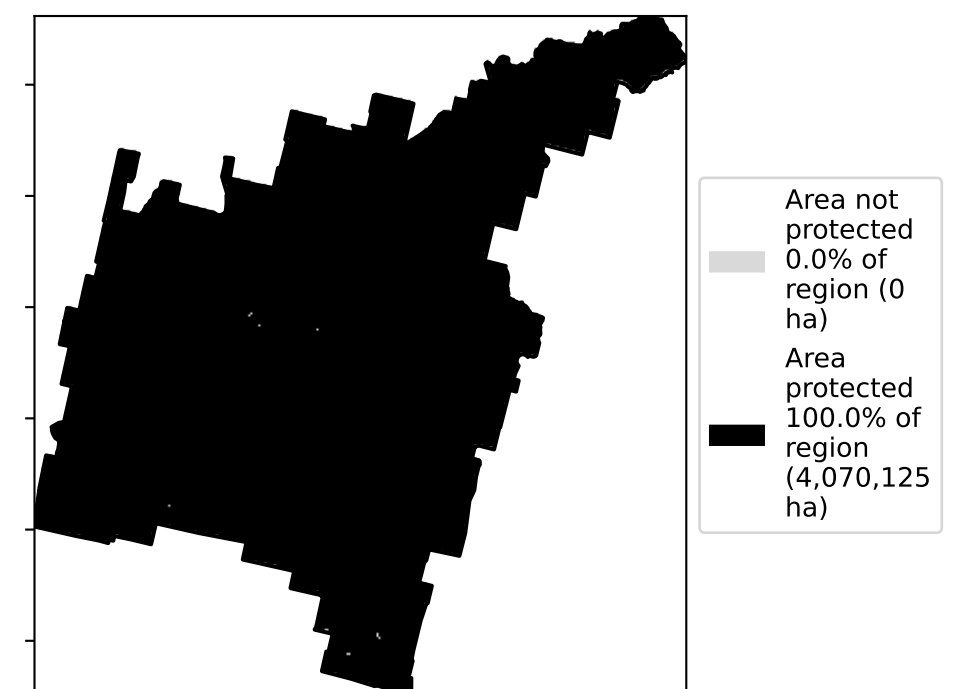 Area not
protected
0.0% of
region (0
ha)
Area
protected
100.0% of
region
(4,070,125
ha)